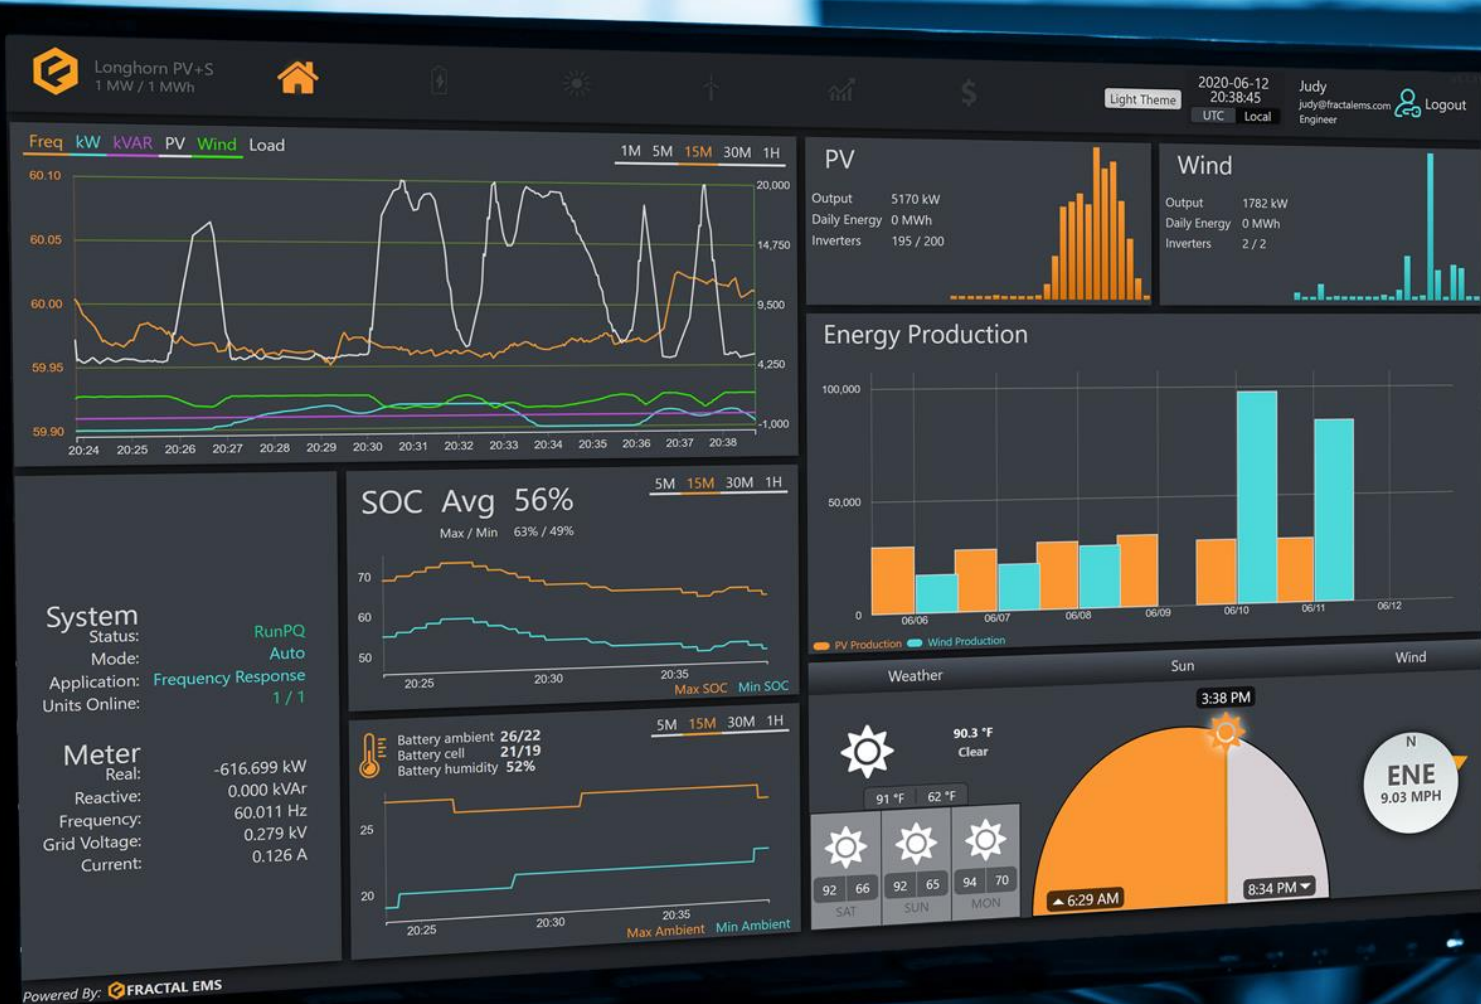 Longhorn PV+S
1 MW / 1 MWh
Light Theme
2020-06-12
20:38:45
UTC Local
Judy
judy@fractalems.com
Engineer
Logout
Freq kW kVAR PV Wind Load
1M 5M 15M 30M 1H
60.10
60.05
60.00
59.95
59.90
20,000
14,750
9,500
4,250
-1,000
20:24 20:25 20:26 20:27 20:28 20:29 20:30 20:31 20:32 20:33 20:34 20:35 20:36 20:37 20:38
PV
Output 5170 kW
Daily Energy 0 MWh
Inverters 195 / 200
Wind
Output 1782 kW
Daily Energy 0 MWh
Inverters 2 / 2
Energy Production
100,000
50,000
0
06/06 06/07 06/08 06/09 06/10 06/11 06/12
PV Production Wind Production
System
Status: RunPQ
Mode: Auto
Application: Frequency Response
Units Online: 1 / 1
Meter
Real: -616.699 kW
Reactive: 0.000 kVAr
Frequency: 60.011 Hz
Grid Voltage: 0.279 kV
Current: 0.126 A
SOC Avg 56%
Max / Min 63% / 49%
5M 15M 30M 1H
70
60
50
20:25 20:30 20:35
Max SOC Min SOC
Battery ambient 26/22
Battery cell 21/19
Battery humidity 52%
5M 15M 30M 1H
25
20
20:25 20:30 20:35
Max Ambient Min Ambient
Weather
90.3 °F
Clear
91 °F 62 °F
92 66
SAT
92 65
SUN
94 70
MON
Sun
3:38 PM
6:29 AM
8:34 PM
Wind
N
ENE
9.03 MPH
Powered By: FRACTAL EMS